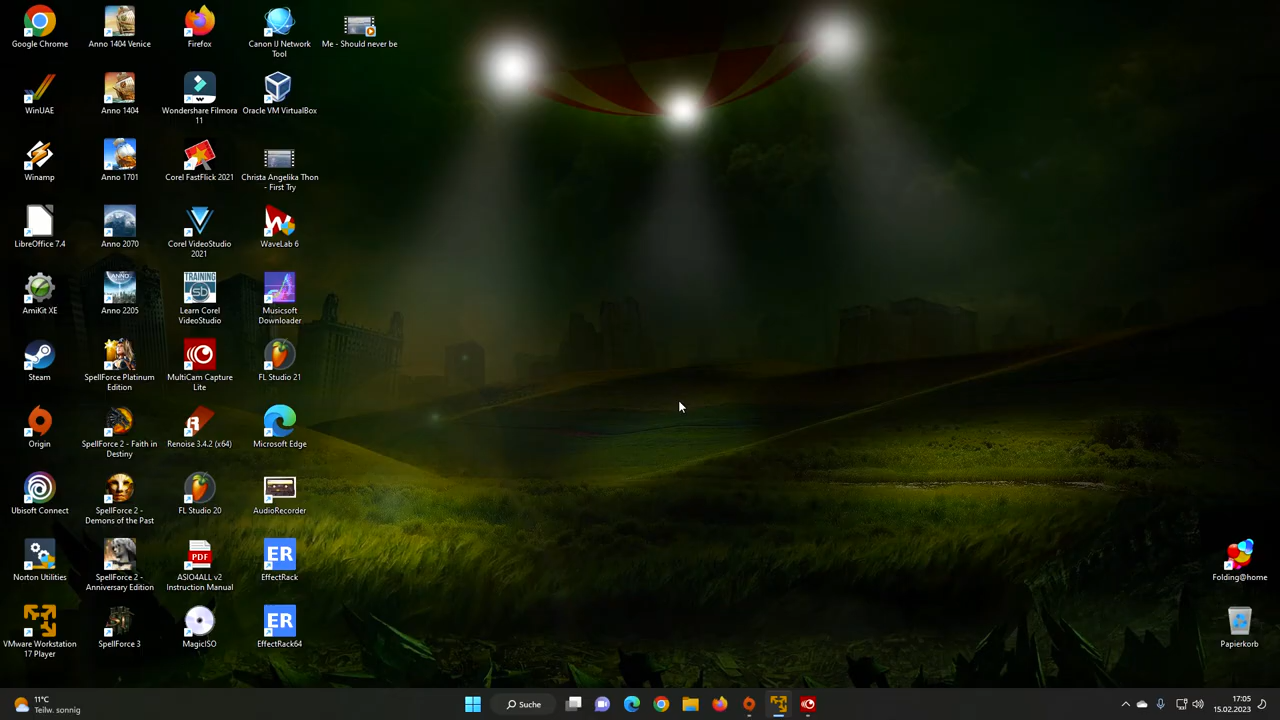 Google Chrome
Anno 1404 Venice
Firefox
Canon IJ Network
Tool
Me - Should never be
WinUAE
Anno 1404
Wondershare Filmora
11
Oracle VM VirtualBox
Winamp
Anno 1701
Corel FastFlick 2021
Christa Angelika Thon
- First Try
LibreOffice 7.4
Anno 2070
Corel VideoStudio
2021
WaveLab 6
TRAINING
sb
ANNO
AmiKit XE
Anno 2205
Learn Corel
VideoStudio
Musicsoft
Downloader
Steam
SpellForce Platinum
Edition
MultiCam Capture
Lite
FL Studio 21
Origin
SpellForce 2 - Faith in
Destiny
Renoise 3.4.2 (x64)
Microsoft Edge
Ubisoft Connect
SpellForce 2 -
Demons of the Past
FL Studio 20
AudioRecorder
PDF
ER
Norton Utilities
SpellForce 2 -
Anniversary Edition
ASIO4ALL v2
Instruction Manual
EffectRack
Folding@home
ER
VMware Workstation
17 Player
SpellForce 3
MagicISO
EffectRack64
Papierkorb
11°C
Teilw. sonnig
Suche
17:05
15.02.2023